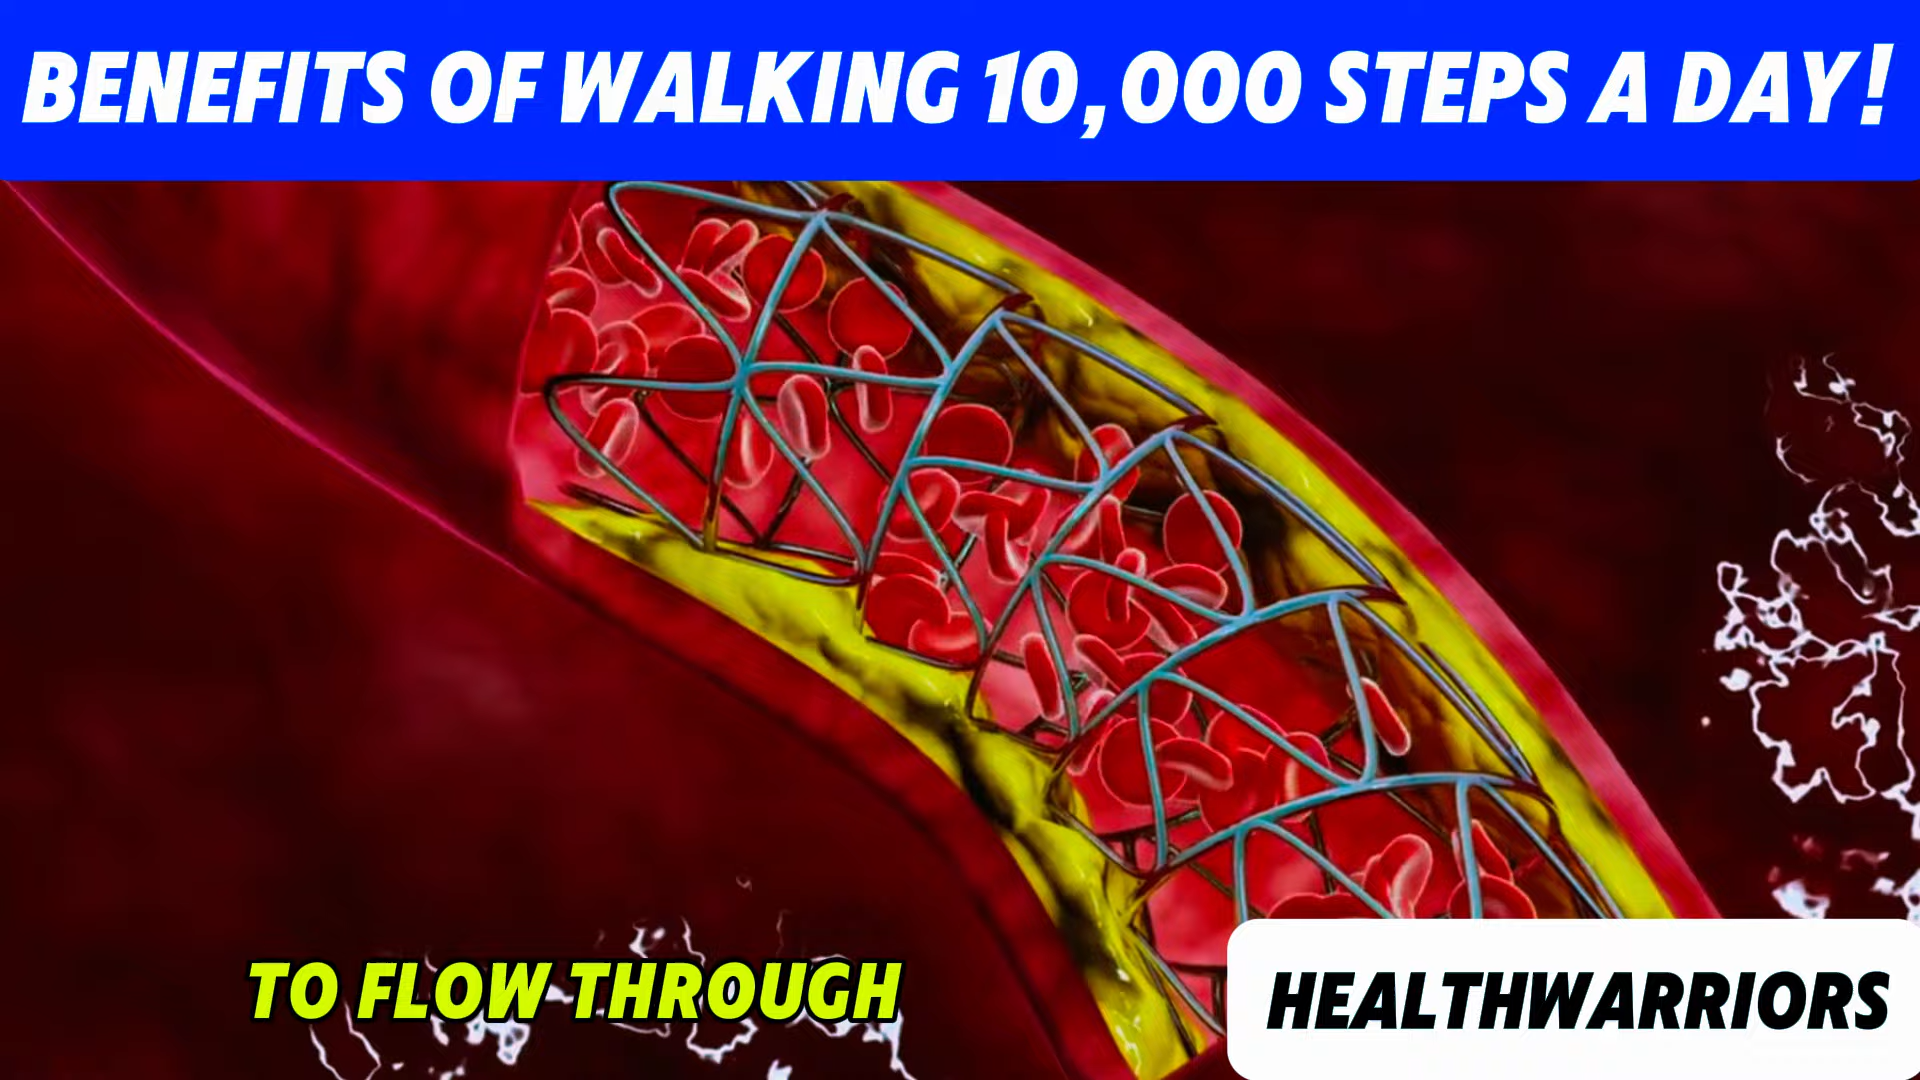 BENEFITS OF WALKING 10,000 STEPS A DAY!
TO FLOW THROUGH
HEALTHWARRIORS